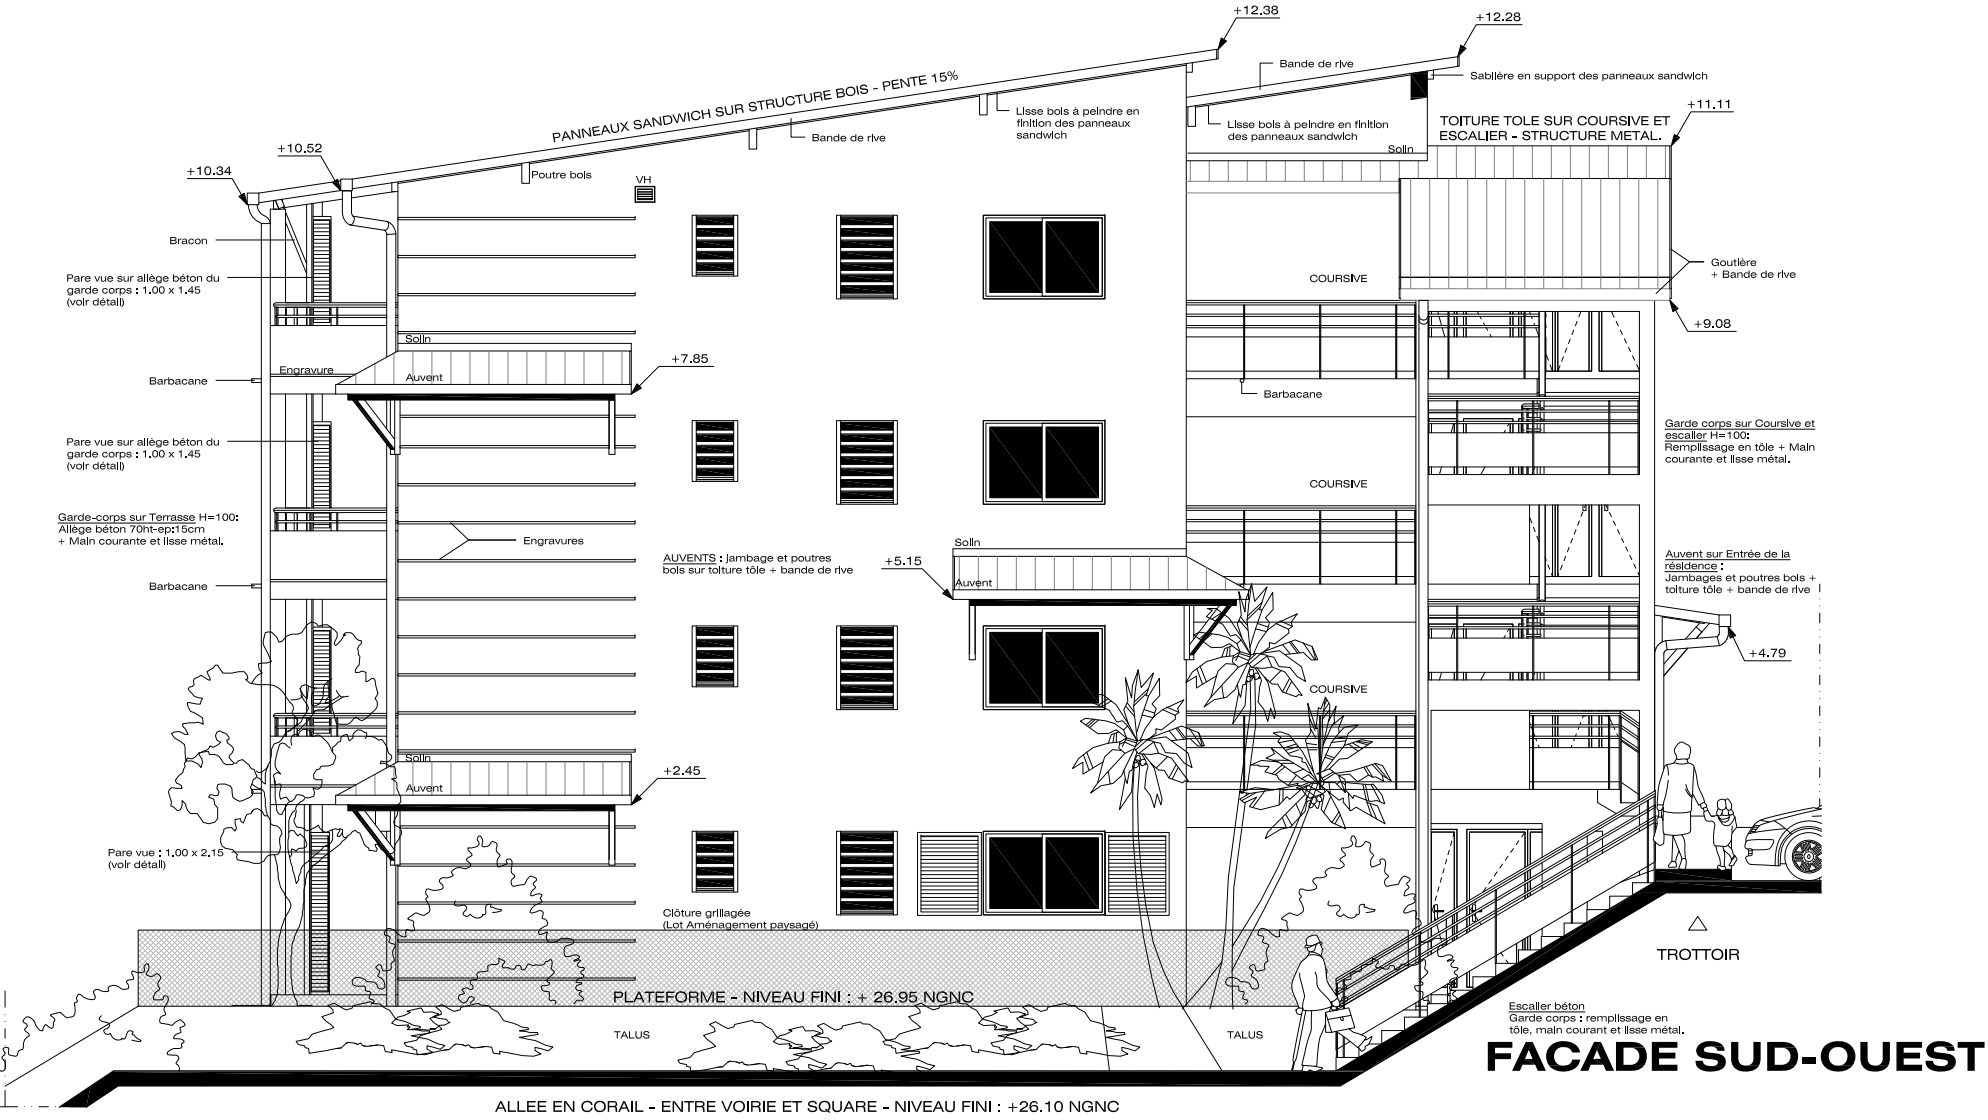 +12.38
+12.28
Bande de rive
Sablière en support des panneaux sandwich
PANNEAUX SANDWICH SUR STRUCTURE BOIS - PENTE 15%
Lisse bois à peindre en
finition des panneaux
sandwich
+11.11
TOITURE TOLE SUR COURSIVE ET
ESCALIER - STRUCTURE METAL.
Lisse bois à peindre en finition
des panneaux sandwich
Bande de rive
Solin
+10.52
+10.34
Poutre bois
VH
Bracon
Goutière
+ Bande de rive
Pare vue sur allège béton du
garde corps : 1.00 x 1.45
(voir détail)
COURSIVE
+9.08
Solin
+7.85
Engravure
Auvent
Barbacane
Barbacane
Garde corps sur Coursive et
escalier H=100:
Remplissage en tôle + Main
courante et lisse métal.
Pare vue sur allège béton du
garde corps : 1.00 x 1.45
(voir détail)
COURSIVE
Garde-corps sur Terrasse H=100:
Allège béton 70ht-ep:15cm
+ Main courante et lisse métal.
Engravures
Solin
AUVENTS : jambage et poutres
bois sur toiture tôle + bande de rive
+5.15
Auvent
Auvent sur Entrée de la
résidence :
Jambages et poutres bois +
toiture tôle + bande de rive
Barbacane
+4.79
COURSIVE
Solin
+2.45
Auvent
Pare vue : 1.00 x 2.15
(voir détail)
Clôture grillagée
(Lot Aménagement paysagé)
TROTTOIR
PLATEFORME - NIVEAU FINI : + 26.95 NGNC
Escalier béton
Garde corps : remplissage en
tôle, main courant et lisse métal.
TALUS
TALUS
FACADE SUD-OUEST
ALLEE EN CORAIL - ENTRE VOIRIE ET SQUARE - NIVEAU FINI : +26.10 NGNC